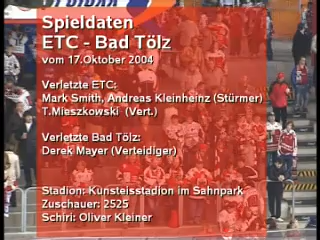 Spieldaten
ETC - Bad Tölz
vom 17.Oktober 2004
Verletzte ETC:
Mark Smith, Andreas Kleinheinz (Stürmer)
T.Mieszkowski (Vert.)
Verletzte Bad Tölz:
Derek Mayer (Verteidiger)
Stadion: Kunsteisstadion im Sahnpark
Zuschauer: 2525
Schiri: Oliver Kleiner